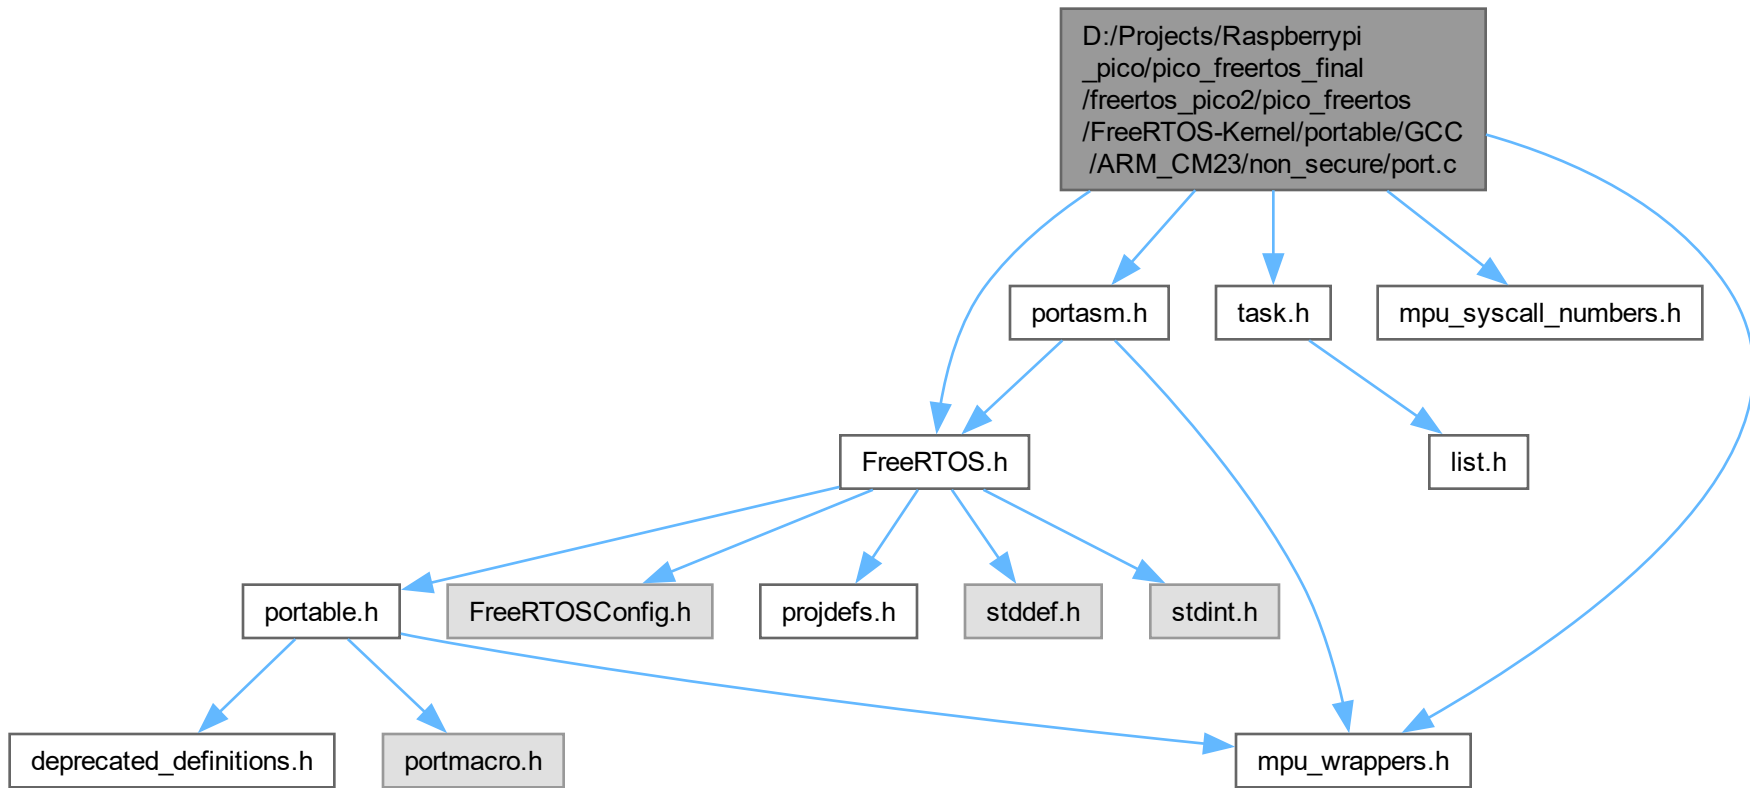 D:/Projects/Raspberrypi
_pico/pico_freertos_final
/freertos_pico2/pico_freertos
/FreeRTOS-Kernel/portable/GCC
/ARM_CM23/non_secure/port.c
portasm.h
task.h
mpu_syscall_numbers.h
FreeRTOS.h
list.h
portable.h
FreeRTOSConfig.h
projdefs.h
stddef.h
stdint.h
deprecated_definitions.h
portmacro.h
mpu_wrappers.h